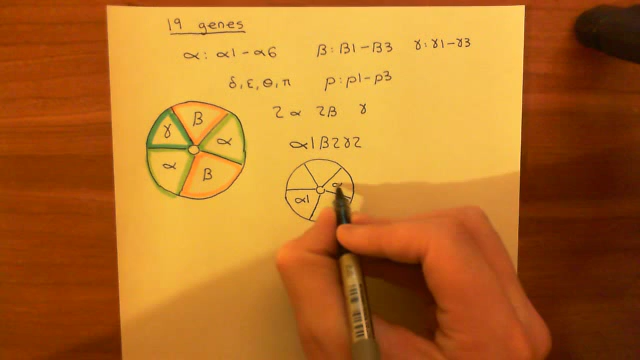 19 genes
α: α1-α6 β: β1-β3 γ: γ1-γ3
δ, ε, θ, π ρ: ρ1-ρ3
2α 2β γ
α1β2γ2
β
γ α
α β
α
α1